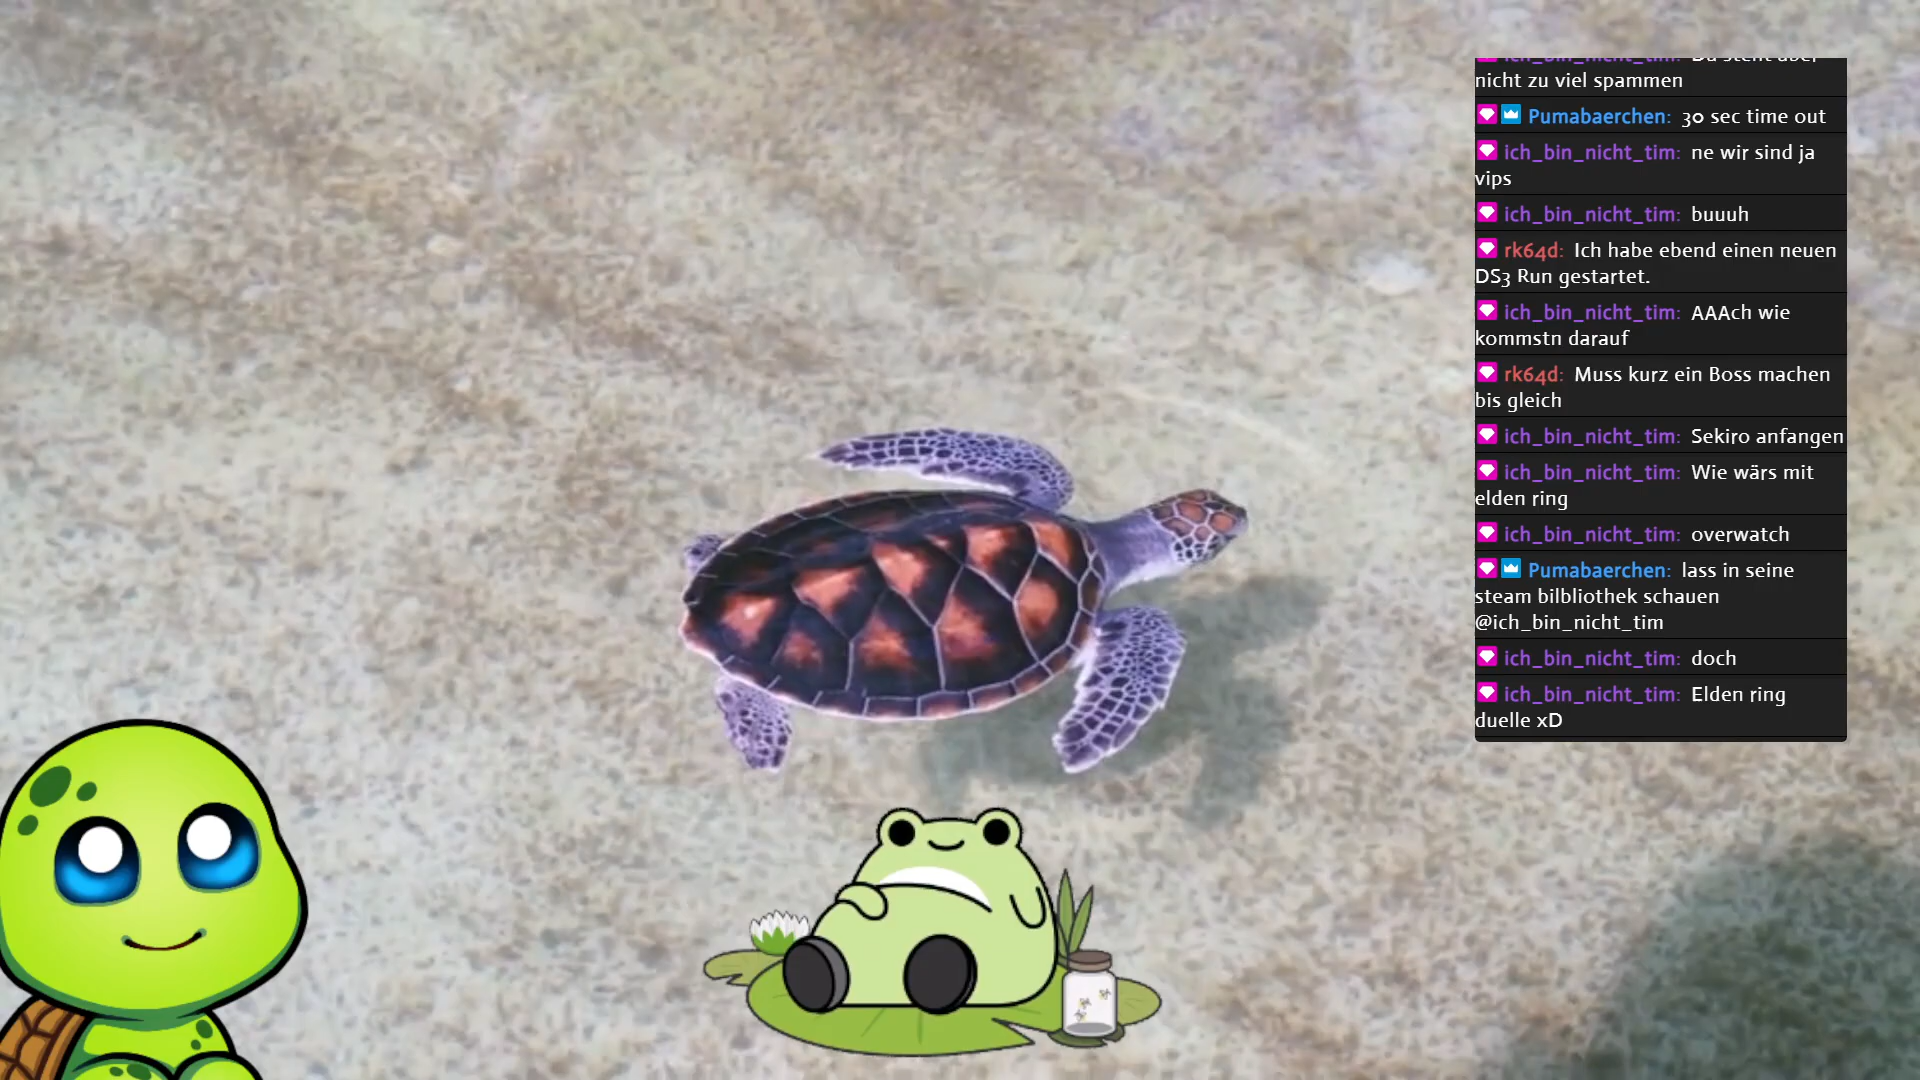 nicht zu viel spammen
Pumabaerchen: 30 sec time out
ich_bin_nicht_tim: ne wir sind ja
vips
ich_bin_nicht_tim: buuuh
rk64d: Ich habe ebend einen neuen
DS3 Run gestartet.
ich_bin_nicht_tim: AAAch wie
kommstn darauf
rk64d: Muss kurz ein Boss machen
bis gleich
ich_bin_nicht_tim: Sekiro anfangen
ich_bin_nicht_tim: Wie wärs mit
elden ring
ich_bin_nicht_tim: overwatch
Pumabaerchen: lass in seine
steam bilbliothek schauen
@ich_bin_nicht_tim
ich_bin_nicht_tim: doch
ich_bin_nicht_tim: Elden ring
duelle xD